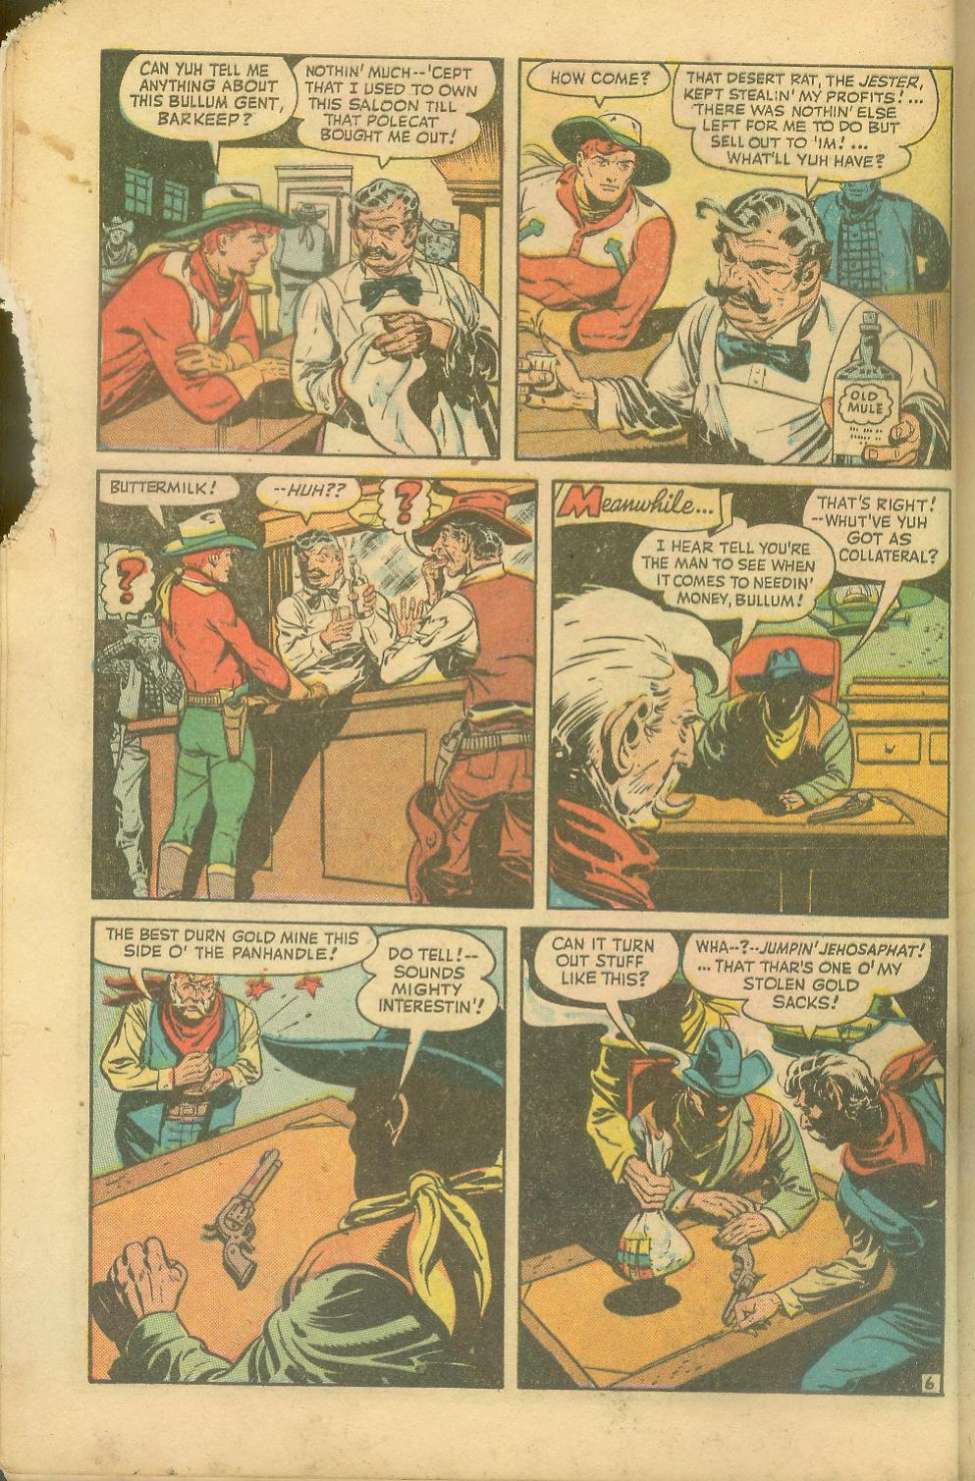 CAN YUH TELL ME
ANYTHING ABOUT
THIS BULLUM GENT,
BARKEEP?
NOTHIN' MUCH--'CEPT
THAT I USED TO OWN
THIS SALOON TILL
THAT POLECAT
BOUGHT ME OUT!
HOW COME?
THAT DESERT RAT, THE JESTER,
KEPT STEALIN' MY PROFITS!...
THERE WAS NOTHIN' ELSE
LEFT FOR ME TO DO BUT
SELL OUT TO 'IM!...
WHAT'LL YUH HAVE?
OLD
MULE
BUTTERMILK!
--HUH??
?
?
Meanwhile...
I HEAR TELL YOU'RE
THE MAN TO SEE WHEN
IT COMES TO NEEDIN'
MONEY, BULLUM!
THAT'S RIGHT!
--WHUT'VE YUH
GOT AS
COLLATERAL?
THE BEST DURN GOLD MINE THIS
SIDE O' THE PANHANDLE!
DO TELL!--
SOUNDS
MIGHTY
INTERESTIN'!
CAN IT TURN
OUT STUFF
LIKE THIS?
WHA--?--JUMPIN' JEHOSAPHAT!
...THAT THAR'S ONE O' MY
STOLEN GOLD
SACKS!
6